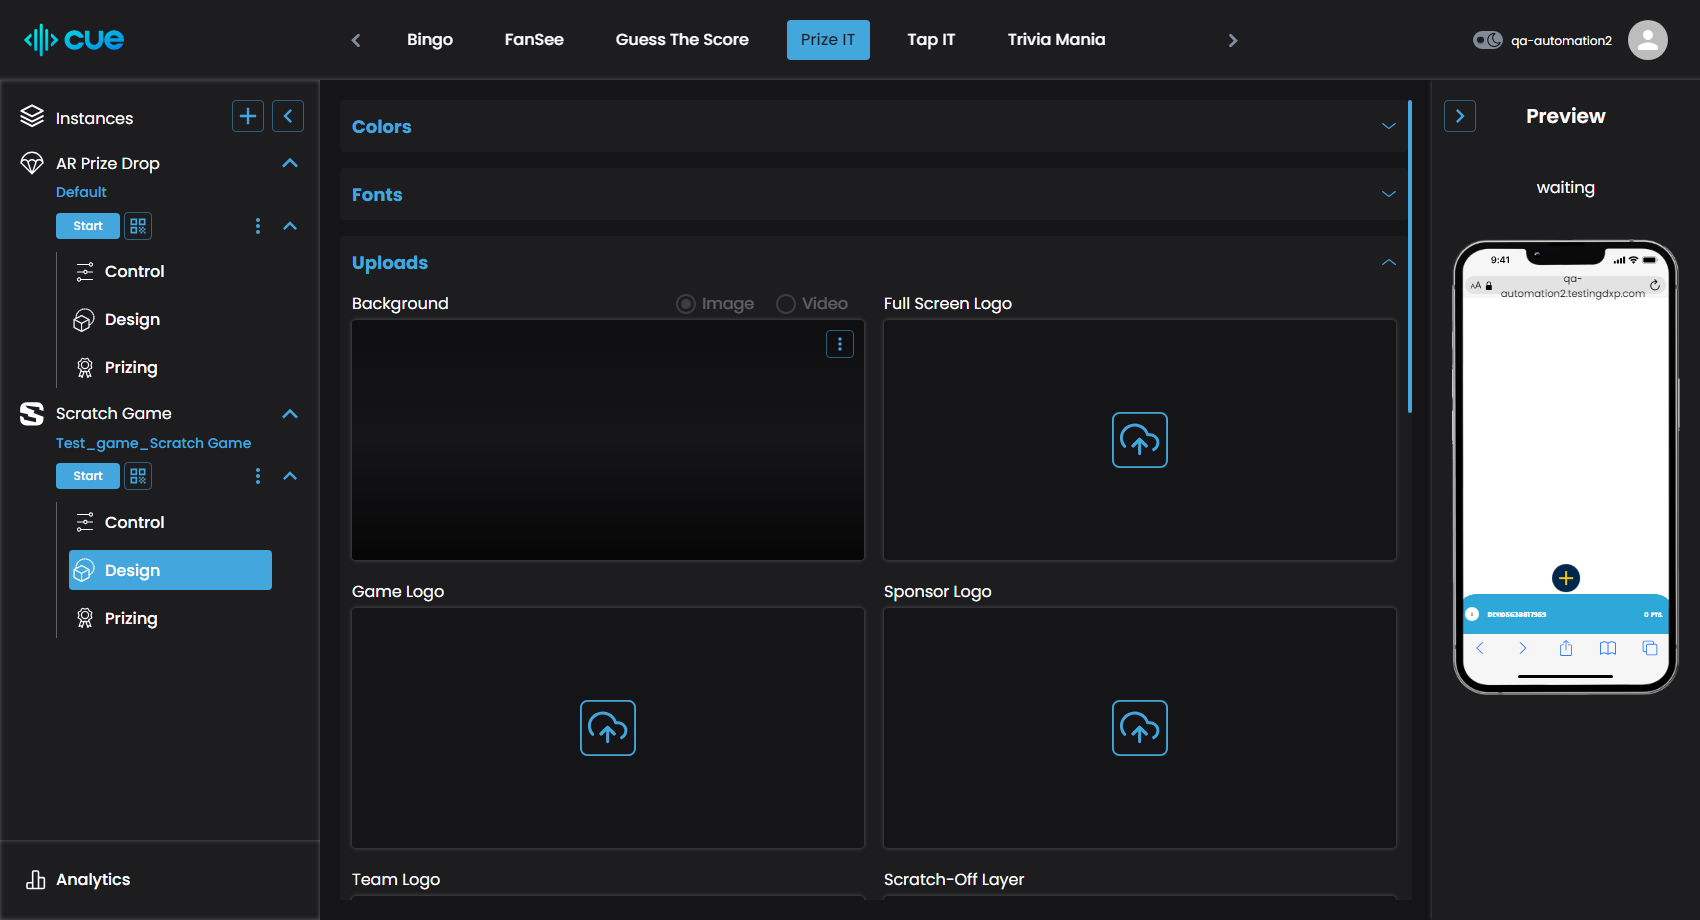 cue
Bingo
FanSee
Guess The Score
Prize IT
Tap IT
Trivia Mania
qa-automation2
Instances
AR Prize Drop
Default
Start
Control
Design
Prizing
Scratch Game
Test_game_Scratch Game
Start
Control
Design
Prizing
Analytics
Colors
Fonts
Uploads
Background
Image
Video
Full Screen Logo
Game Logo
Sponsor Logo
Team Logo
Scratch-Off Layer
Preview
waiting
9:41
AA
qa-
automation2.testingdxp.com
0 PTS.